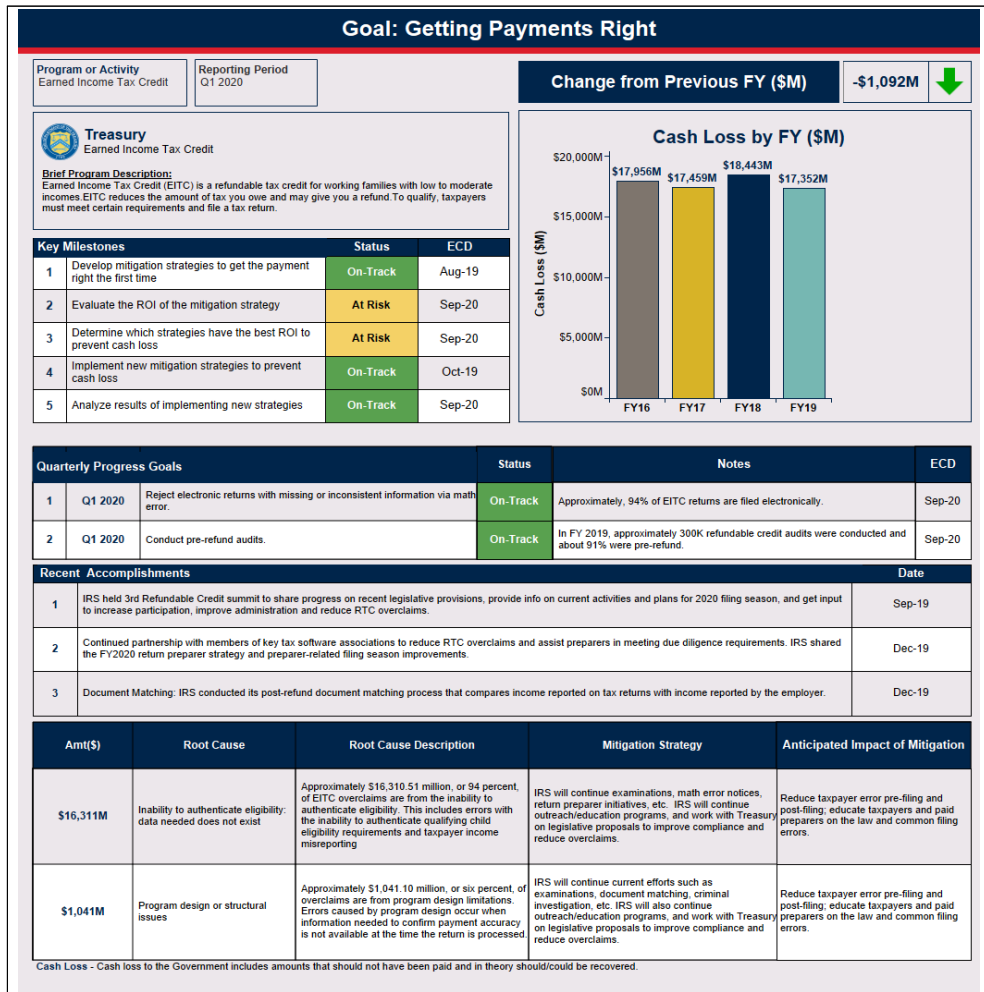 Goal: Getting Payments Right
Program or Activity
Earned Income Tax Credit
Reporting Period
Q1 2020
Change from Previous FY ($M)
-$1,092M
Treasury
Earned Income Tax Credit
Brief Program Description:
Earned Income Tax Credit (EITC) is a refundable tax credit for working families with low to moderate
incomes.EITC reduces the amount of tax you owe and may give you a refund.To qualify, taxpayers
must meet certain requirements and file a tax return.
Key Milestones
Status
ECD
1
Develop mitigation strategies to get the payment
right the first time
On-Track
Aug-19
2
Evaluate the ROI of the mitigation strategy
At Risk
Sep-20
3
Determine which strategies have the best ROI to
prevent cash loss
At Risk
Sep-20
4
Implement new mitigation strategies to prevent
cash loss
On-Track
Oct-19
5
Analyze results of implementing new strategies
On-Track
Sep-20
Cash Loss by FY ($M)
Cash Loss ($M)
$20,000M
$15,000M
$10,000M
$5,000M
$0M
$17,956M
$17,459M
$18,443M
$17,352M
FY16
FY17
FY18
FY19
Quarterly Progress Goals
Status
Notes
ECD
1
Q1 2020
Reject electronic returns with missing or inconsistent information via math
error.
On-Track
Approximately, 94% of EITC returns are filed electronically.
Sep-20
2
Q1 2020
Conduct pre-refund audits.
On-Track
In FY 2019, approximately 300K refundable credit audits were conducted and
about 91% were pre-refund.
Sep-20
Recent Accomplishments
Date
1
IRS held 3rd Refundable Credit summit to share progress on recent legislative provisions, provide info on current activities and plans for 2020 filing season, and get input
to increase participation, improve administration and reduce RTC overclaims.
Sep-19
2
Continued partnership with members of key tax software associations to reduce RTC overclaims and assist preparers in meeting due diligence requirements. IRS shared
the FY2020 return preparer strategy and preparer-related filing season improvements.
Dec-19
3
Document Matching: IRS conducted its post-refund document matching process that compares income reported on tax returns with income reported by the employer.
Dec-19
Amt($)
Root Cause
Root Cause Description
Mitigation Strategy
Anticipated Impact of Mitigation
$16,311M
Inability to authenticate eligibility:
data needed does not exist
Approximately $16,310.51 million, or 94 percent,
of EITC overclaims are from the inability to
authenticate eligibility. This includes errors with
the inability to authenticate qualifying child
eligibility requirements and taxpayer income
misreporting
IRS will continue examinations, math error notices,
return preparer initiatives, etc. IRS will continue
outreach/education programs, and work with Treasury
on legislative proposals to improve compliance and
reduce overclaims.
Reduce taxpayer error pre-filing and
post-filing; educate taxpayers and paid
preparers on the law and common filing
errors.
$1,041M
Program design or structural
issues
Approximately $1,041.10 million, or six percent, of
overclaims are from program design limitations.
Errors caused by program design occur when
information needed to confirm payment accuracy
is not available at the time the return is processed.
IRS will continue current efforts such as
examinations, document matching, criminal
investigation, etc. IRS will also continue
outreach/education programs, and work with Treasury
on legislative proposals to improve compliance and
reduce overclaims.
Reduce taxpayer error pre-filing and
post-filing; educate taxpayers and paid
preparers on the law and common filing
errors.
Cash Loss - Cash loss to the Government includes amounts that should not have been paid and in theory should/could be recovered.